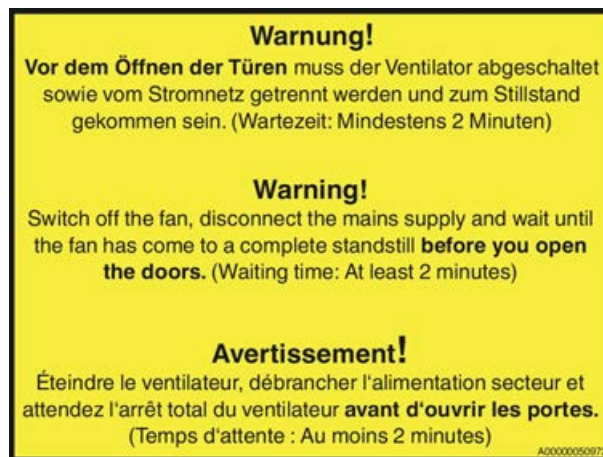 Warnung!
Vor dem Öffnen der Türen muss der Ventilator abgeschaltet
sowie vom Stromnetz getrennt werden und zum Stillstand
gekommen sein. (Wartezeit: Mindestens 2 Minuten)
Warning!
Switch off the fan, disconnect the mains supply and wait until
the fan has come to a complete standstill before you open
the doors. (Waiting time: At least 2 minutes)
Avertissement!
Éteindre le ventilateur, débrancher l'alimentation secteur et
attendez l'arrêt total du ventilateur avant d'ouvrir les portes.
(Temps d'attente : Au moins 2 minutes)